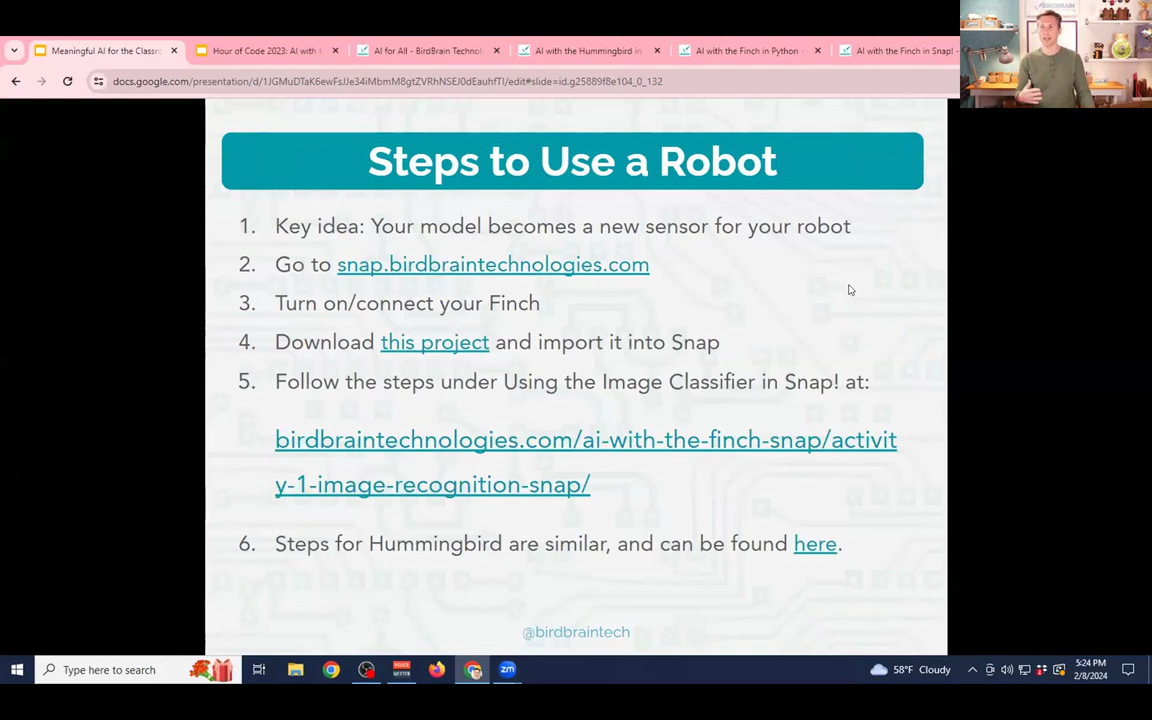 BIRDBRAIN
Meaningful AI for the Classro
Hour of Code 2023: AI with
AI for All - BirdBrain Technol
AI with the Hummingbird in
AI with the Finch in Python -
AI with the Finch in Snap! -
docs.google.com/presentation/d/1JGMuDTaK6ewFsJJe34iMbmM8gtZVRhNSEJ0dEauhfTI/edit#slide=id.g25889f8e104_0_132
Steps to Use a Robot
1. Key idea: Your model becomes a new sensor for your robot
2. Go to snap.birdbraintechnologies.com
3. Turn on/connect your Finch
4. Download this project and import it into Snap
5. Follow the steps under Using the Image Classifier in Snap! at:
birdbraintechnologies.com/ai-with-the-finch-snap/activit
y-1-image-recognition-snap/
6. Steps for Hummingbird are similar, and can be found here.
@birdbraintech
Type here to search
zm
58°F Cloudy
5:24 PM
2/8/2024